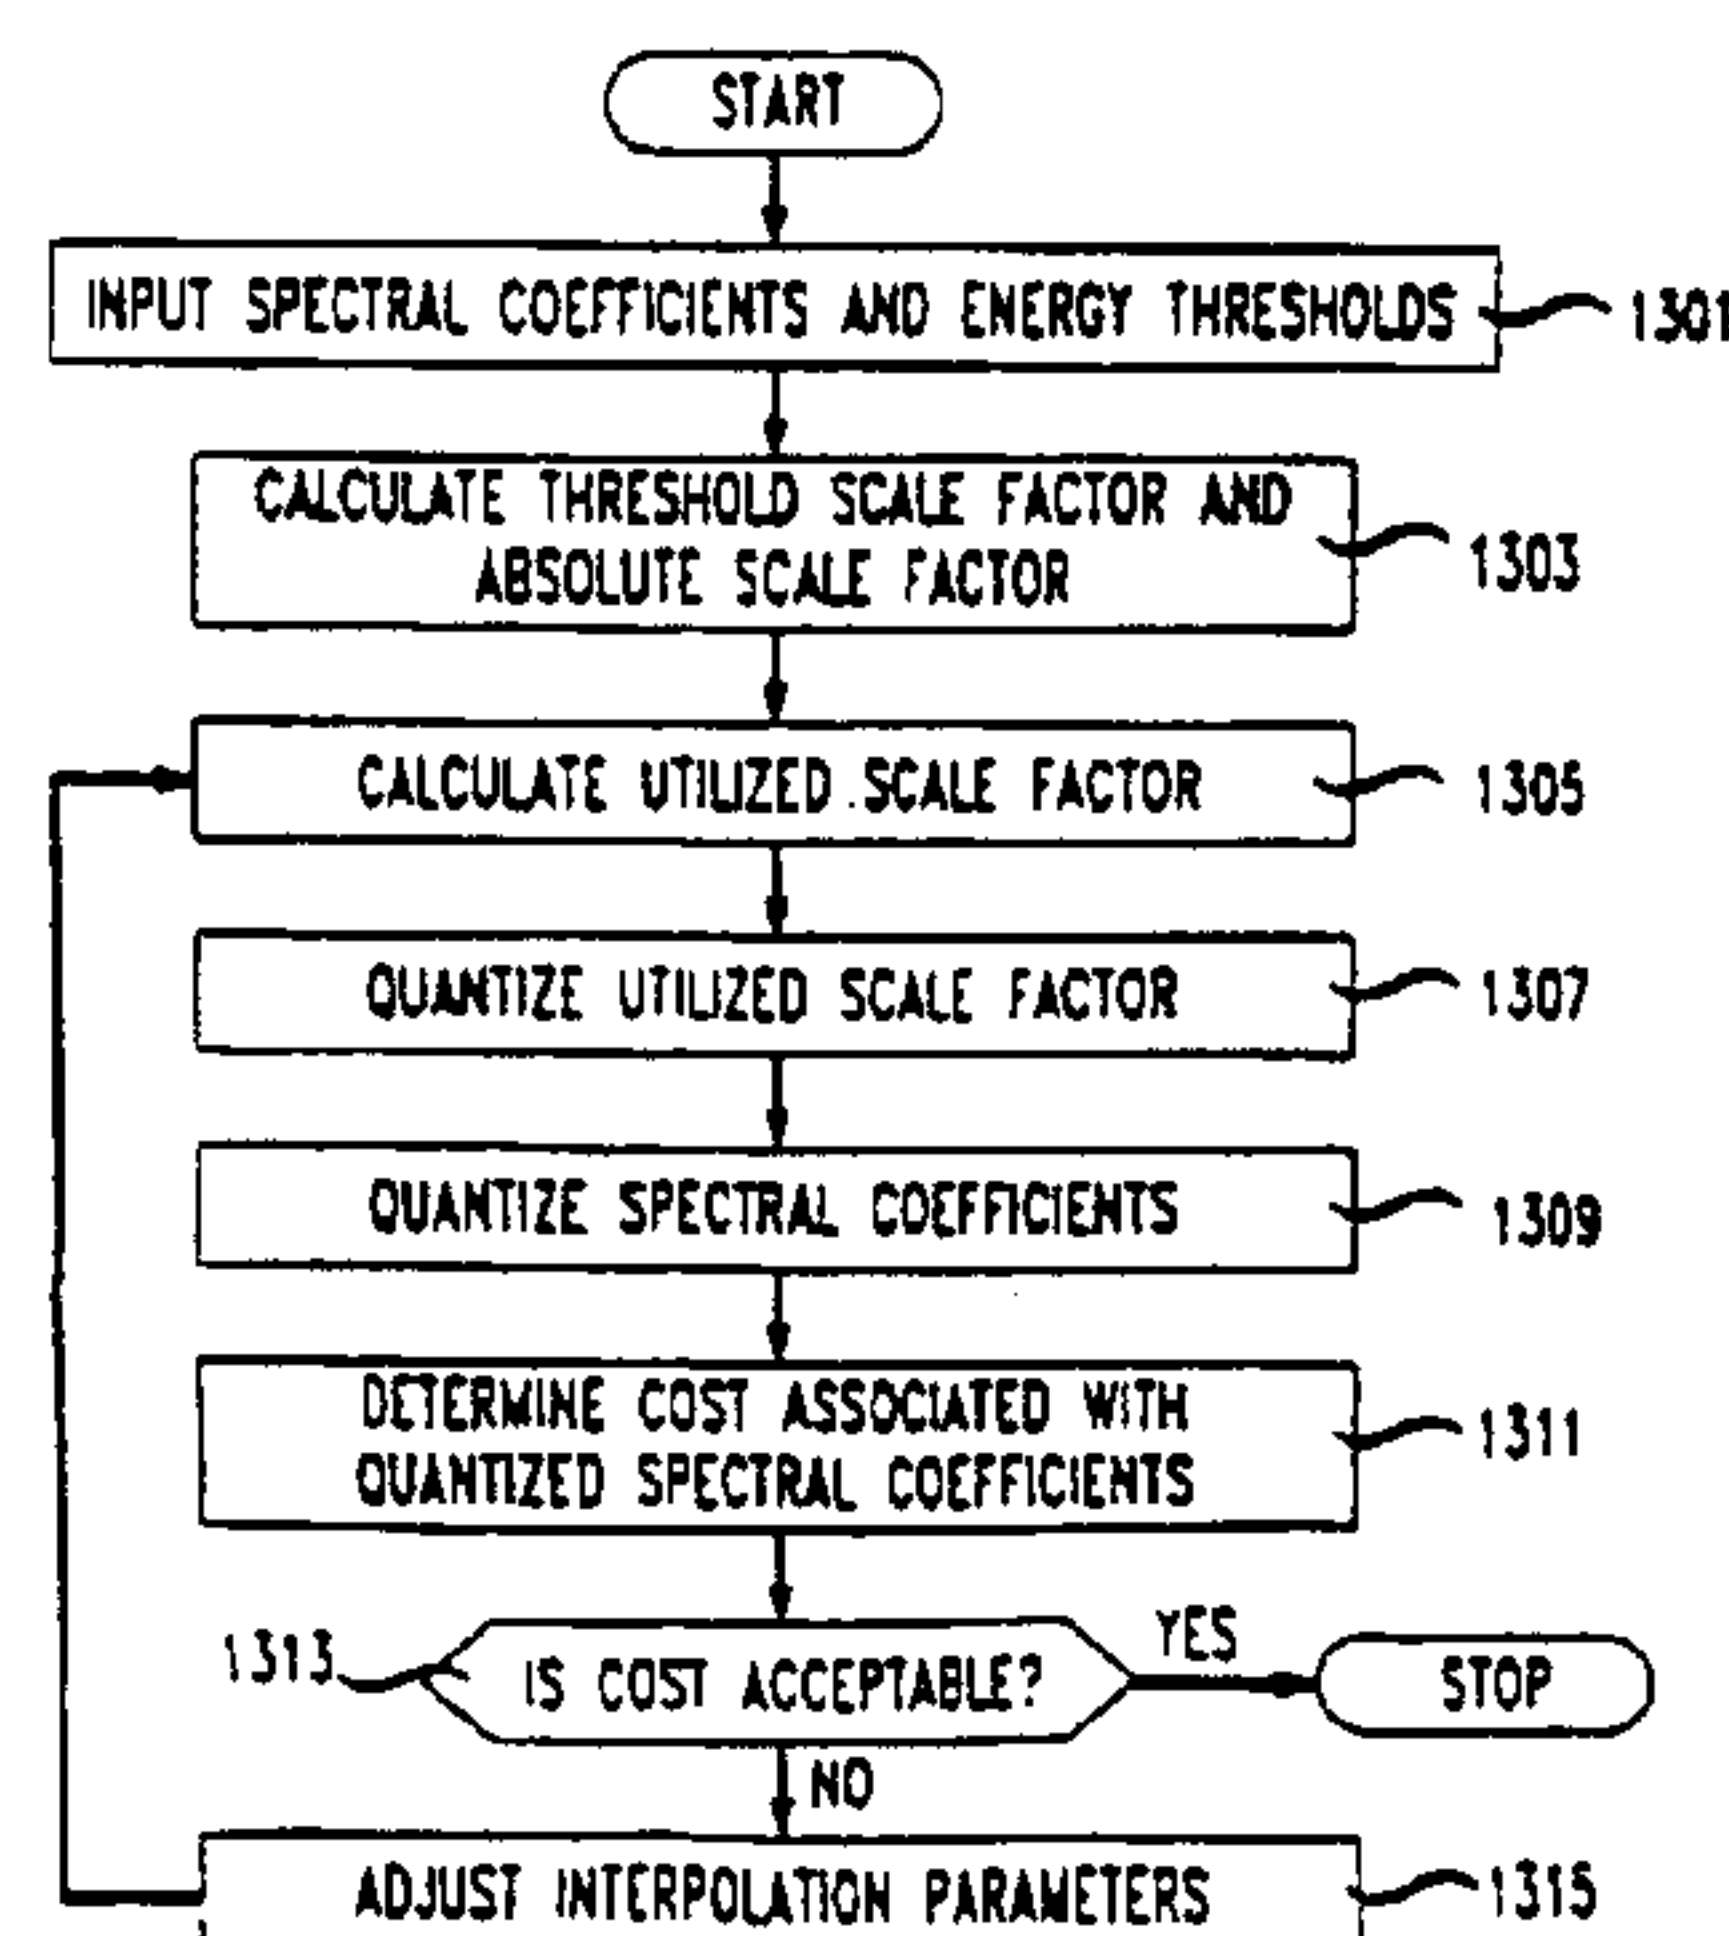 START
INPUT SPECTRAL COEFFICIENTS AND ENERGY THRESHOLDS
1301
CALCULATE THRESHOLD SCALE FACTOR AND
ABSOLUTE SCALE FACTOR
1303
CALCULATE UTILIZED SCALE FACTOR
1305
QUANTIZE UTILIZED SCALE FACTOR
1307
QUANTIZE SPECTRAL COEFFICIENTS
1309
DETERMINE COST ASSOCIATED WITH
QUANTIZED SPECTRAL COEFFICIENTS
1311
1313
IS COST ACCEPTABLE?
YES
STOP
NO
ADJUST INTERPOLATION PARAMETERS
1315